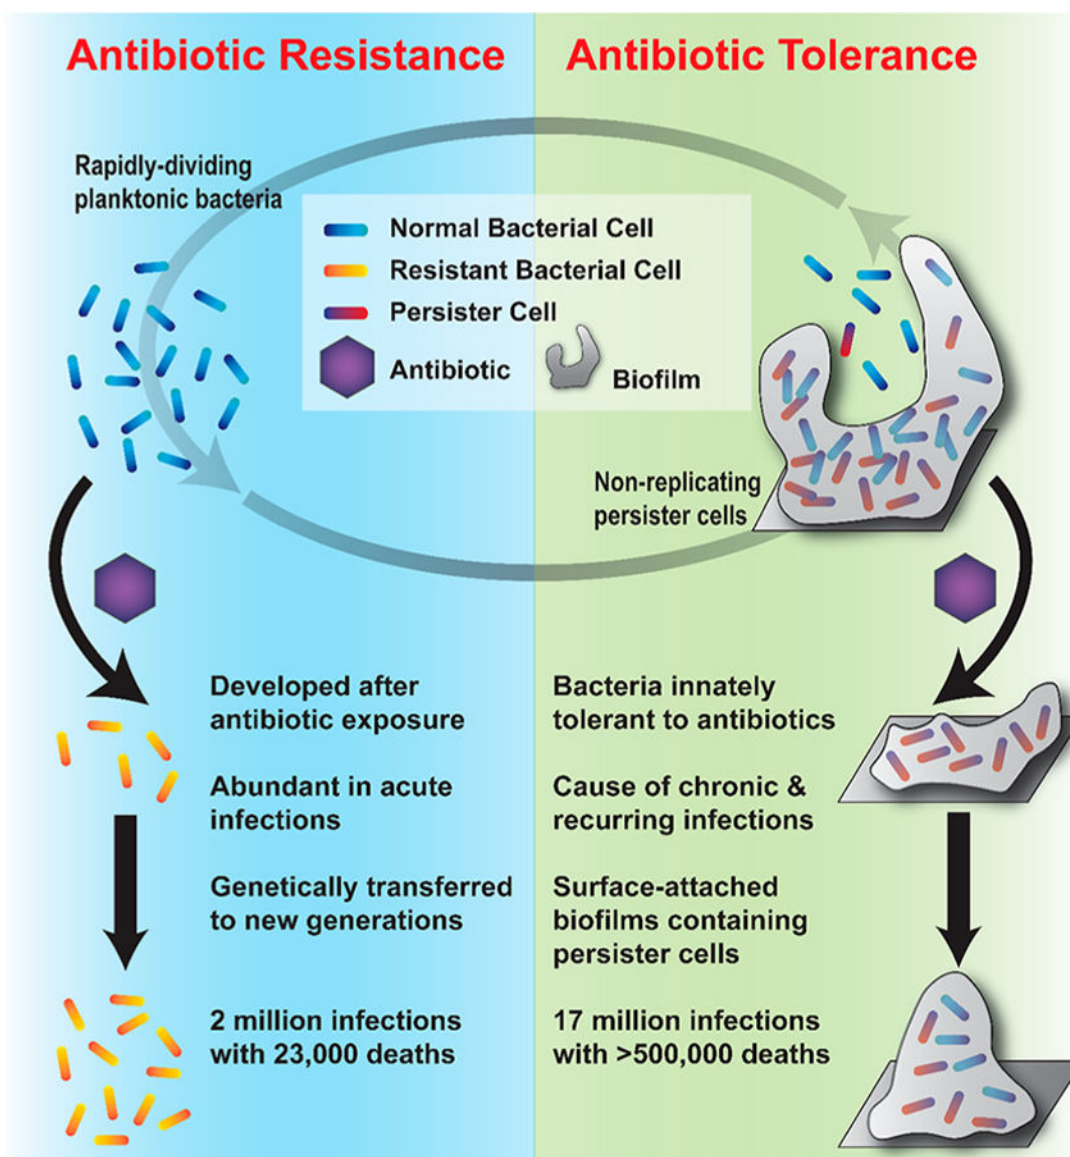 Antibiotic Resistance
Antibiotic Tolerance
Rapidly-dividing
planktonic bacteria
Normal Bacterial Cell
Resistant Bacterial Cell
Persister Cell
Antibiotic
Biofilm
Non-replicating
persister cells
Developed after
antibiotic exposure
Abundant in acute
infections
Genetically transferred
to new generations
2 million infections
with 23,000 deaths
Bacteria innately
tolerant to antibiotics
Cause of chronic &
recurring infections
Surface-attached
biofilms containing
persister cells
17 million infections
with >500,000 deaths